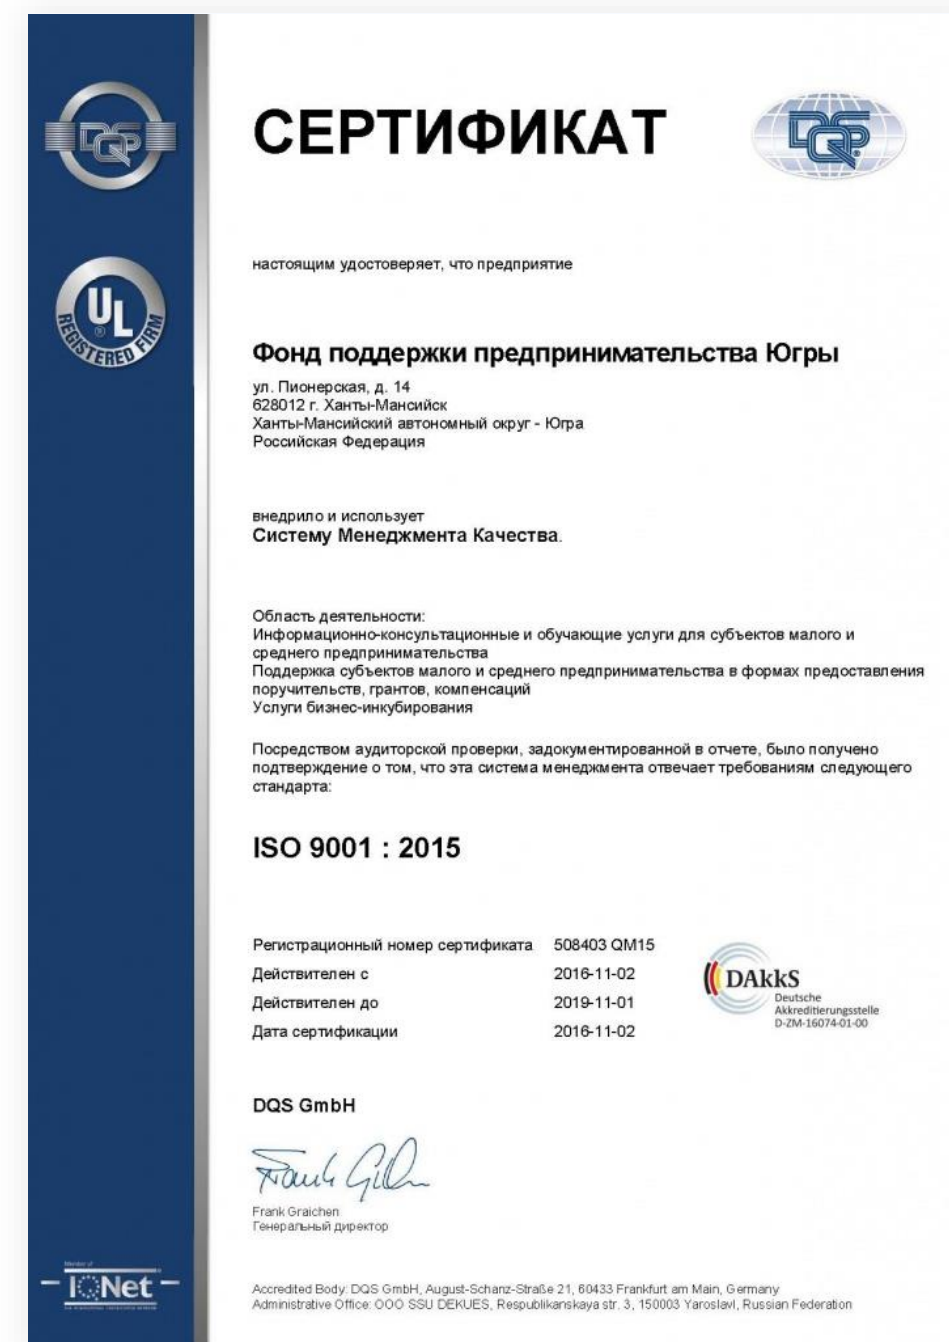 DQS
СЕРТИФИКАТ
DQS
®
UL
®
REGISTERED FIRM
настоящим удостоверяет, что предприятие
Фонд поддержки предпринимательства Югры
ул. Пионерская, д. 14
628012 г. Ханты-Мансийск
Ханты-Мансийский автономный округ - Югра
Российская Федерация
внедрило и использует
Систему Менеджмента Качества.
Область деятельности:
Информационно-консультационные и обучающие услуги для субъектов малого и
среднего предпринимательства
Поддержка субъектов малого и среднего предпринимательства в формах предоставления
поручительств, грантов, компенсаций
Услуги бизнес-инкубирования
Посредством аудиторской проверки, задокументированной в отчете, было получено
подтверждение о том, что эта система менеджмента отвечает требованиям следующего
стандарта:
ISO 9001 : 2015
Регистрационный номер сертификата 508403 QM15
Действителен с 2016-11-02
Действителен до 2019-11-01
Дата сертификации 2016-11-02
DAkkS
Deutsche
Akkreditierungsstelle
D-ZM-16074-01-00
DQS GmbH
Frank Graichen
Генеральный директор
Member of
IQNet
Accredited Body: DQS GmbH, August-Schanz-Straße 21, 60433 Frankfurt am Main, Germany
Administrative Office: OOO SSU DEKUES, Respublikanskaya str. 3, 150003 Yaroslavl, Russian Federation